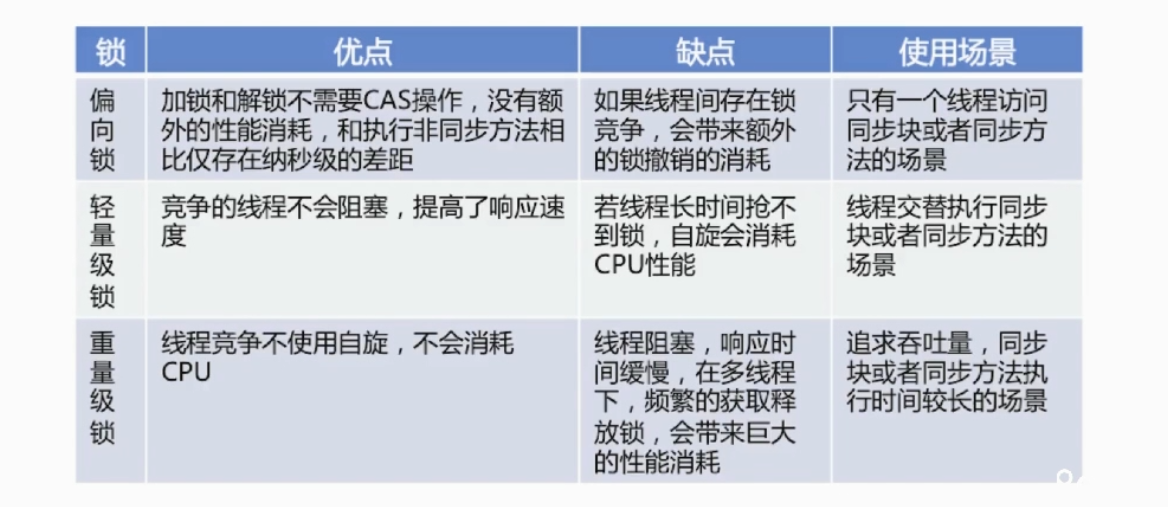 锁 优点 缺点 使用场景
偏
向
锁
加锁和解锁不需要CAS操作，没有额
外的性能消耗，和执行非同步方法相
比仅存在纳秒级的差距
如果线程间存在锁
竞争，会带来额外
的锁撤销的消耗
只有一个线程访问
同步块或者同步方
法的场景
轻
量
级
锁
竞争的线程不会阻塞，提高了响应速
度
若线程长时间抢不
到锁，自旋会消耗
CPU性能
线程交替执行同步
块或者同步方法的
场景
重
量
级
锁
线程竞争不使用自旋，不会消耗
CPU
线程阻塞，响应时
间缓慢，在多线程
下，频繁的获取释
放锁，会带来巨大
的性能消耗
追求吞吐量，同步
块或者同步方法执
行时间较长的场景